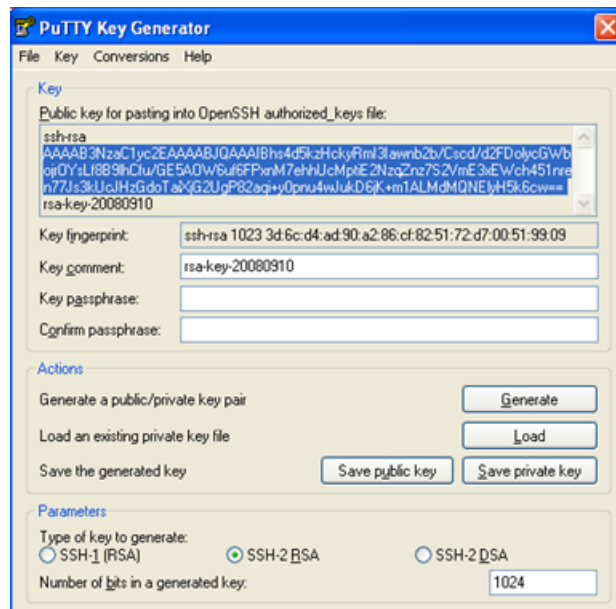 PuTTY Key Generator
File Key Conversions Help
Key
Public key for pasting into OpenSSH authorized_keys file:
ssh-rsa
rsa-key-20080910
Key fingerprint: ssh-rsa 1023 3d:6c:d4:ad:90:a2:86:cf:82:51:72:d7:00:51:99:09
Key comment: rsa-key-20080910
Key passphrase:
Confirm passphrase:
Actions
Generate a public/private key pair Generate
Load an existing private key file Load
Save the generated key Save public key Save private key
Parameters
Type of key to generate:
SSH-1 (RSA) SSH-2 RSA SSH-2 DSA
Number of bits in a generated key: 1024